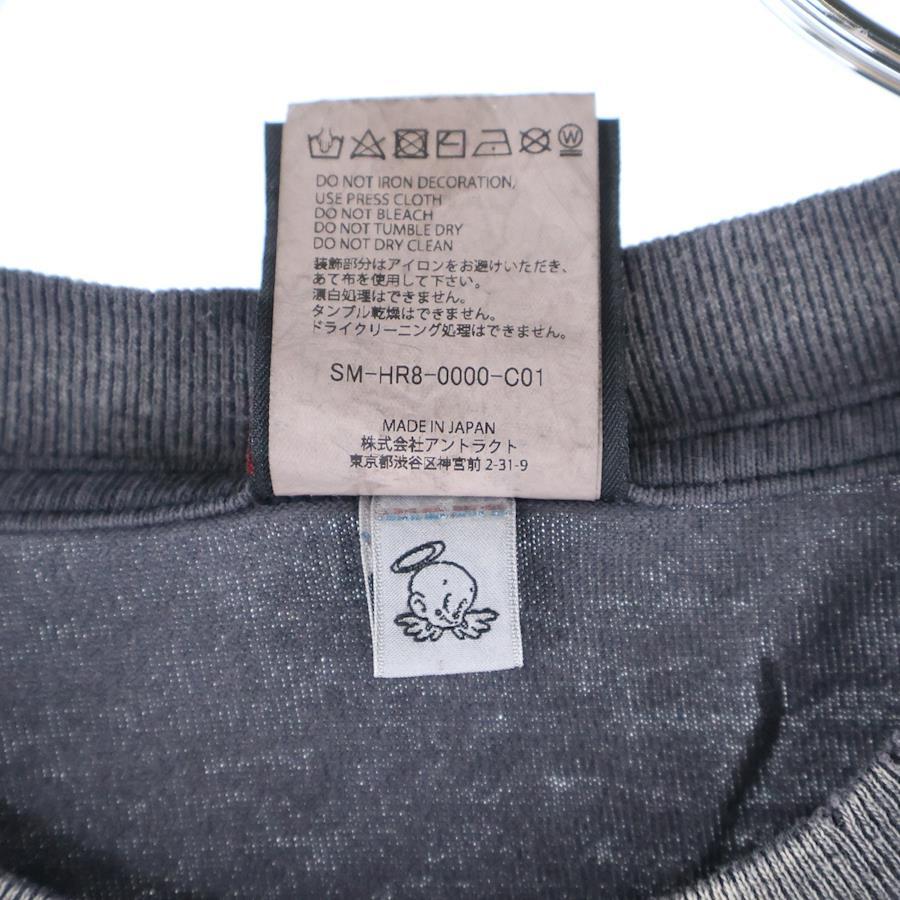 DO NOT IRON DECORATION,
USE PRESS CLOTH
DO NOT BLEACH
DO NOT TUMBLE DRY
DO NOT DRY CLEAN
装飾部分はアイロンをお避けいただき、
あて布を使用して下さい。
漂白処理はできません。
タンブル乾燥はできません。
ドライクリーニング処理はできません。
SM-HR8-0000-C01
MADE IN JAPAN
株式会社アントラクト
東京都渋谷区神宮前 2-31-9